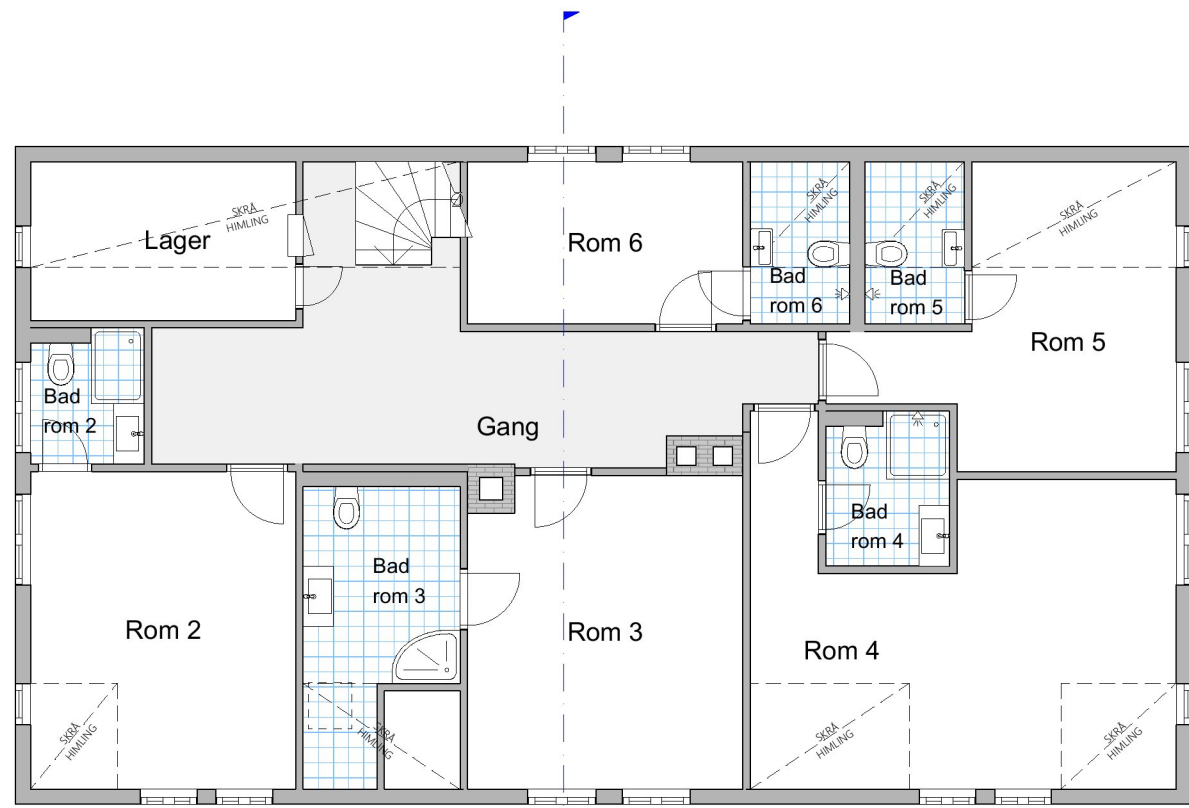 SKRÅ
HIMLING
Lager
Rom 6
SKRÅ
HIMLING
Bad
rom 6
SKRÅ
HIMLING
Bad
rom 5
SKRÅ
HIMLING
Rom 5
Bad
rom 2
Gang
Bad
rom 4
Bad
rom 3
Rom 2
Rom 3
Rom 4
SKRÅ
HIMLING
SKRÅ
HIMLING
SKRÅ
HIMLING
SKRÅ
HIMLING